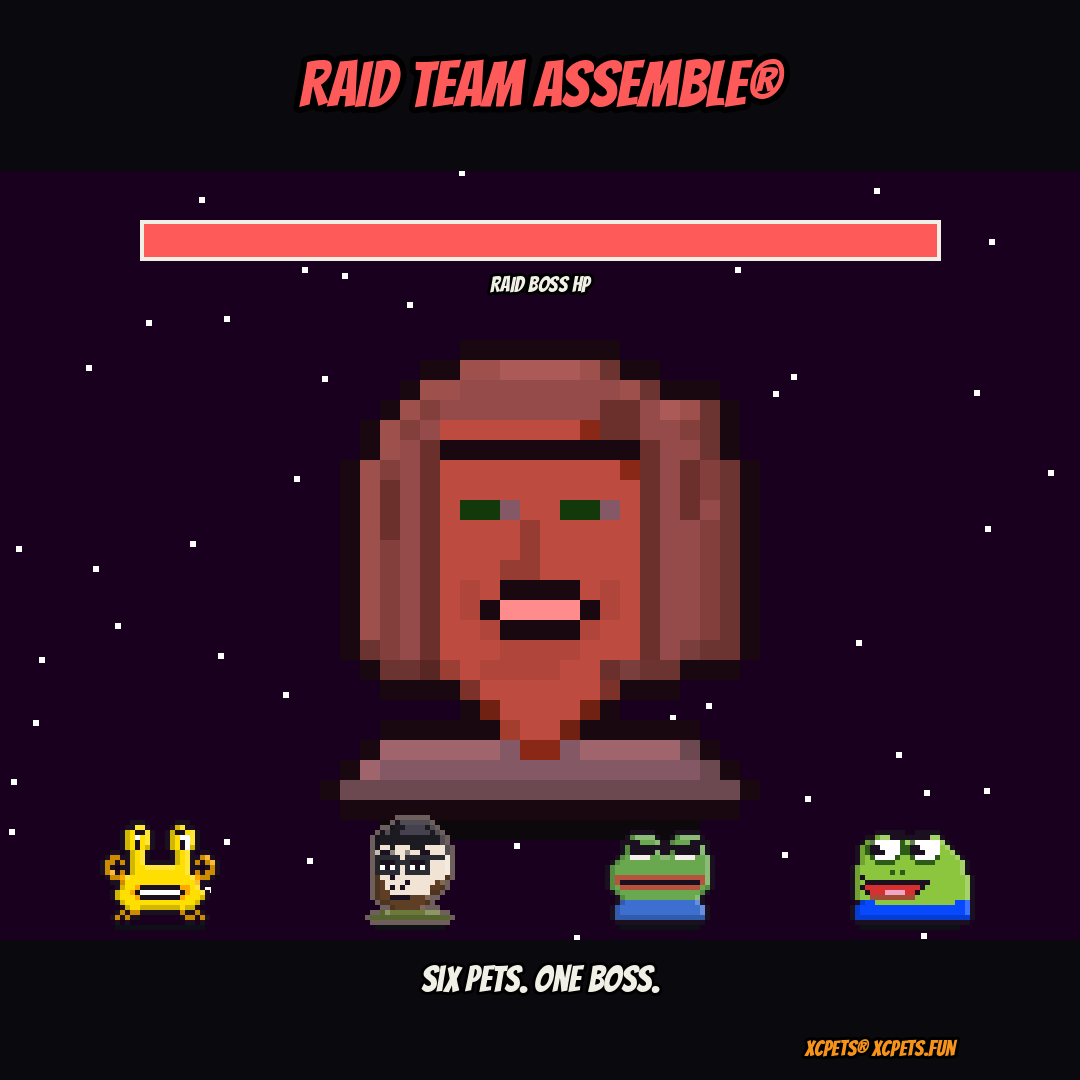 RAID TEAM ASSEMBLE®
RAID BOSS HP
SIX PETS. ONE BOSS.
XCPETS® XCPETS.FUN